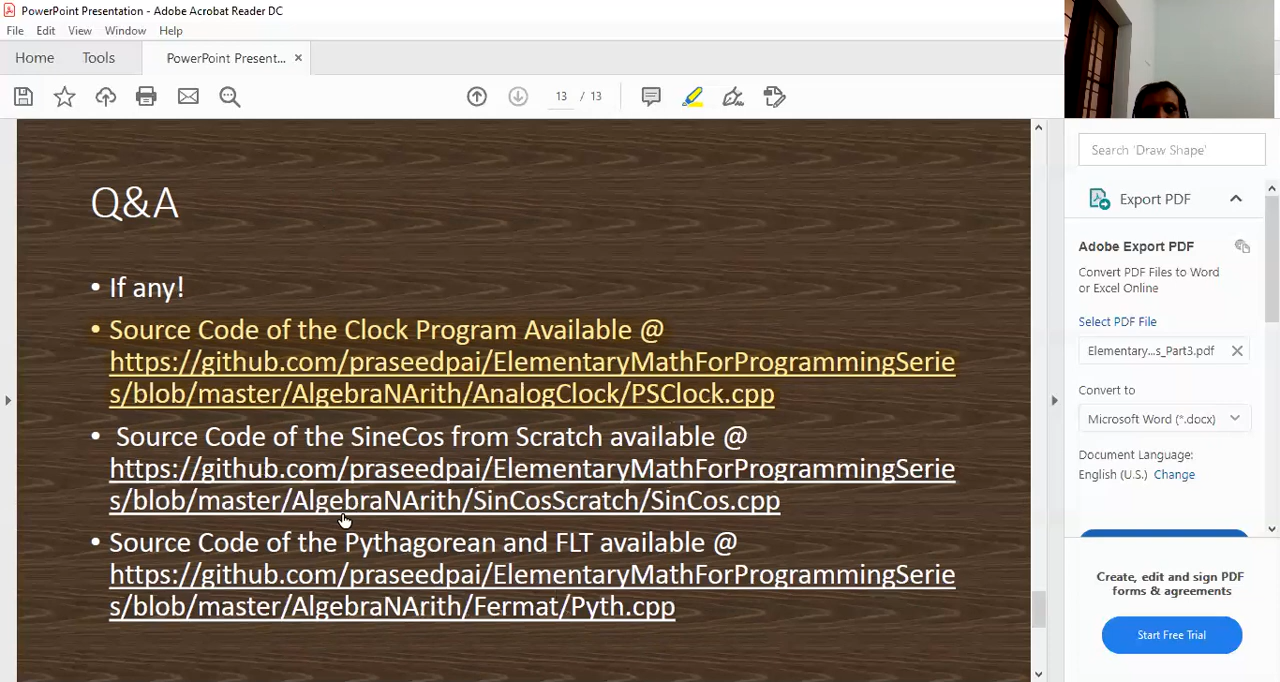 PowerPoint Presentation - Adobe Acrobat Reader DC
File Edit View Window Help
Home Tools PowerPoint Present... ×
13 / 13
Q&A
• If any!
• Source Code of the Clock Program Available @
https://github.com/praseedpai/ElementaryMathForProgrammingSerie
s/blob/master/AlgebraNArith/AnalogClock/PSClock.cpp
• Source Code of the SineCos from Scratch available @
https://github.com/praseedpai/ElementaryMathForProgrammingSerie
s/blob/master/AlgebraNArith/SinCosScratch/SinCos.cpp
• Source Code of the Pythagorean and FLT available @
https://github.com/praseedpai/ElementaryMathForProgrammingSerie
s/blob/master/AlgebraNArith/Fermat/Pyth.cpp
Search 'Draw Shape'
Export PDF
Adobe Export PDF
Convert PDF Files to Word
or Excel Online
Select PDF File
Elementary...s_Part3.pdf
Convert to
Microsoft Word (*.docx)
Document Language:
English (U.S.) Change
Create, edit and sign PDF
forms & agreements
Start Free Trial